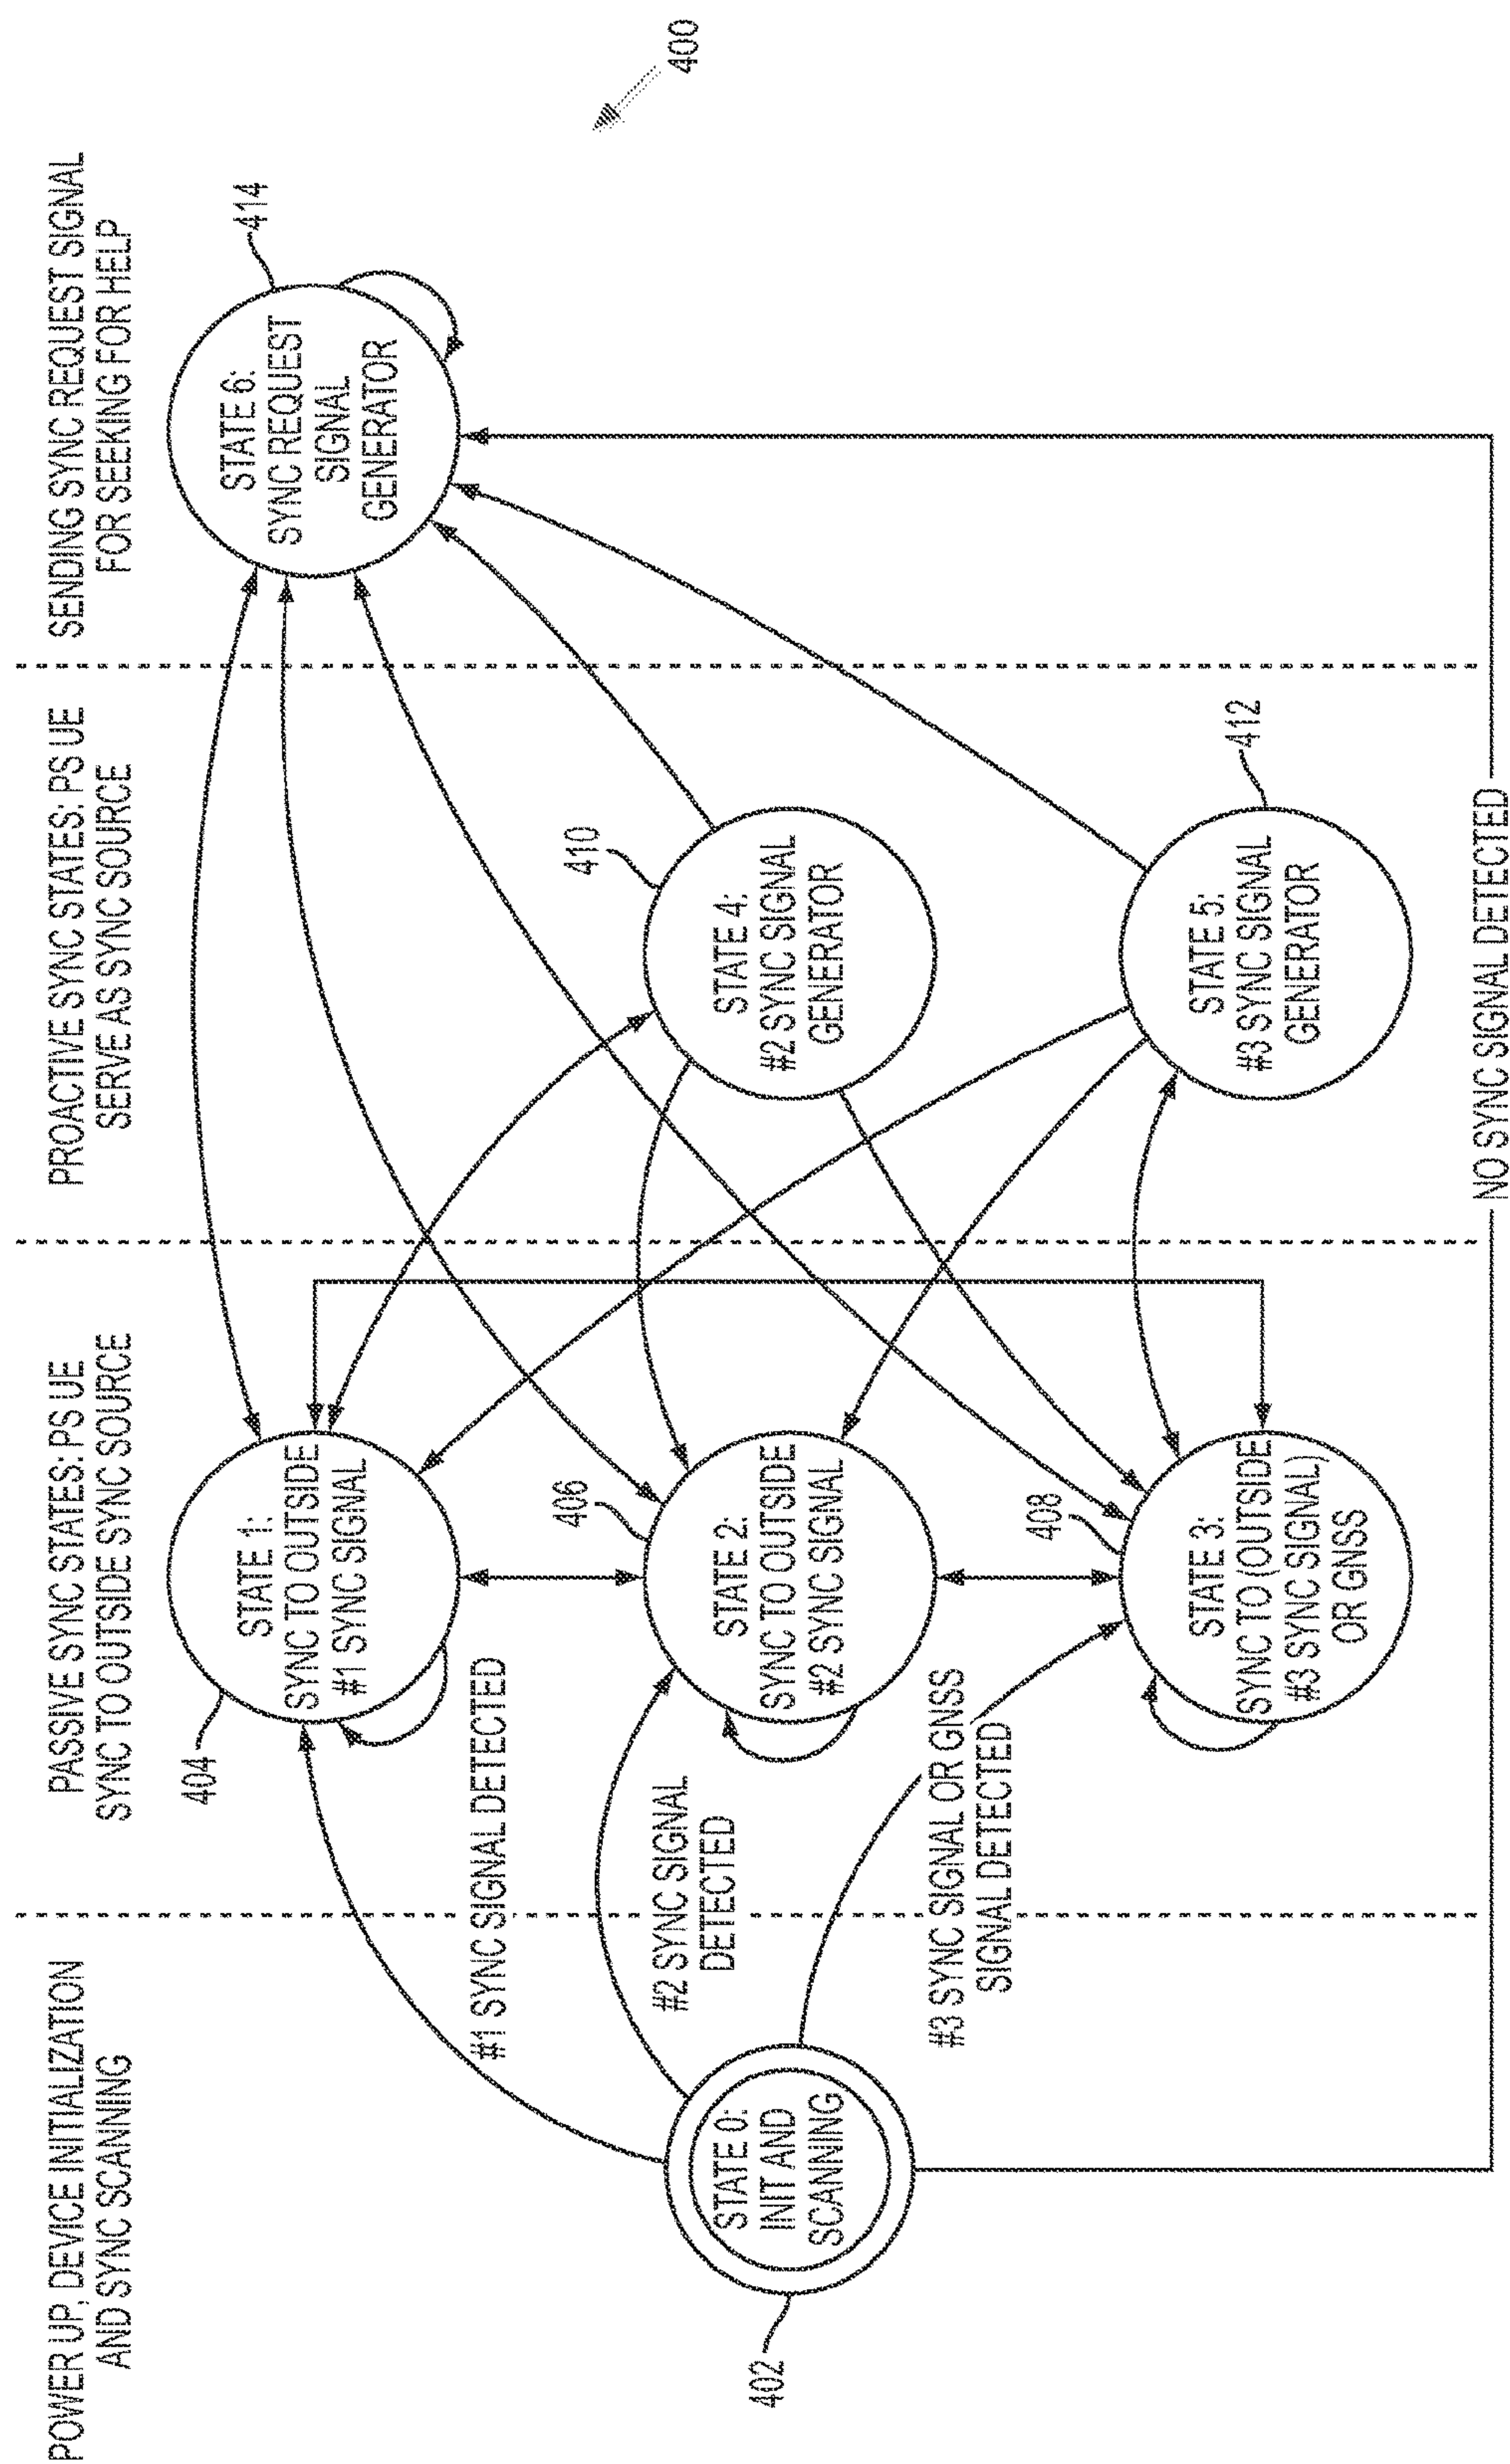 POWER UP, DEVICE INITIALIZATION
AND SYNC SCANNING
PASSIVE SYNC STATES: PS UE
SYNC TO OUTSIDE SYNC SOURCE
PROACTIVE SYNC STATES: PS UE
SERVE AS SYNC SOURCE
SENDING SYNC REQUEST SIGNAL
FOR SEEKING FOR HELP
400
402
STATE 0:
INIT AND
SCANNING
#1 SYNC SIGNAL DETECTED
#2 SYNC SIGNAL
DETECTED
#3 SYNC SIGNAL OR GNSS
SIGNAL DETECTED
404
STATE 1:
SYNC TO OUTSIDE
#1 SYNC SIGNAL
406
STATE 2:
SYNC TO OUTSIDE
#2 SYNC SIGNAL
408
STATE 3:
SYNC TO (OUTSIDE
#3 SYNC SIGNAL)
OR GNSS
410
STATE 4:
#2 SYNC SIGNAL
GENERATOR
412
STATE 5:
#3 SYNC SIGNAL
GENERATOR
414
STATE 6:
SYNC REQUEST
SIGNAL
GENERATOR
NO SYNC SIGNAL DETECTED